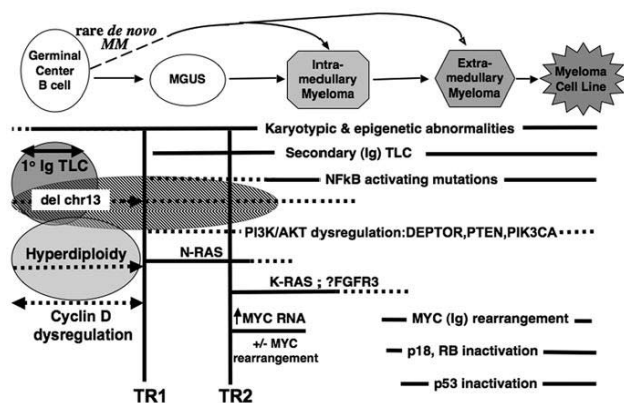 rare de novo
MM
Germinal
Center
B cell
MGUS
Intra-
medullary
Myeloma
Extra-
medullary
Myeloma
Myeloma
Cell Line
Karyotypic & epigenetic abnormalities
Secondary (Ig) TLC
1° Ig TLC
NFkB activating mutations
del chr13
PI3K/AKT dysregulation:DEPTOR,PTEN,PIK3CA
N-RAS
Hyperdiploidy
K-RAS ; ?FGFR3
Cyclin D
dysregulation
↑MYC RNA
+/- MYC
rearrangement
MYC (Ig) rearrangement
p18, RB inactivation
p53 inactivation
TR1
TR2